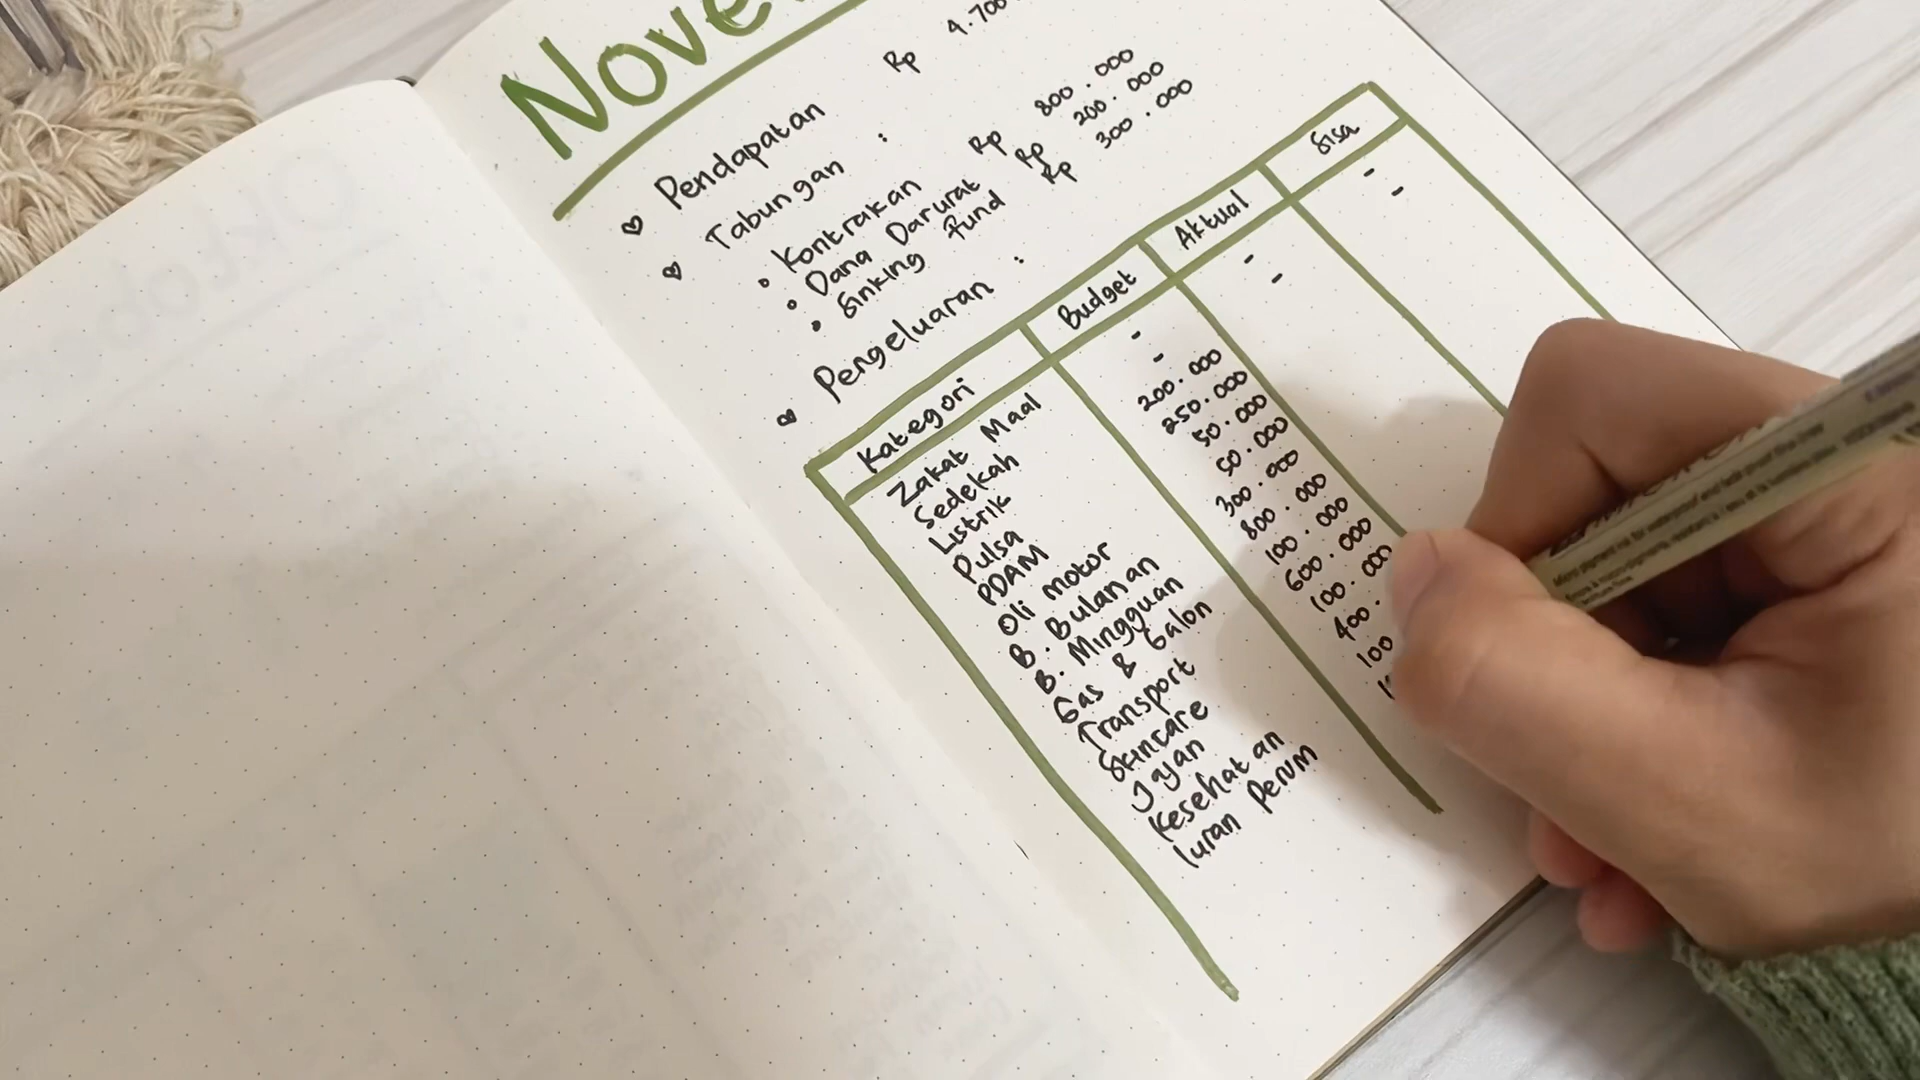 Nove
♡ Pendapatan Rp 4.700
♡ Tabungan :
• Kontrakan Rp 800.000
• Dana Darurat Rp 200.000
• Sinking Fund Rp 300.000
♡ Pengeluaran :
Kategori Budget Aktual Sisa
Zakat Maal - - -
Sedekah - - -
Listrik 200.000
Pulsa 250.000
PDAM 50.000
Oli motor 50.000
B. Bulanan 300.000
B. Mingguan 800.000
Gas & Galon 100.000
Transport 600.000
Skincare 100.000
Jajan 400.
Kesehatan 100
Iuran Perum